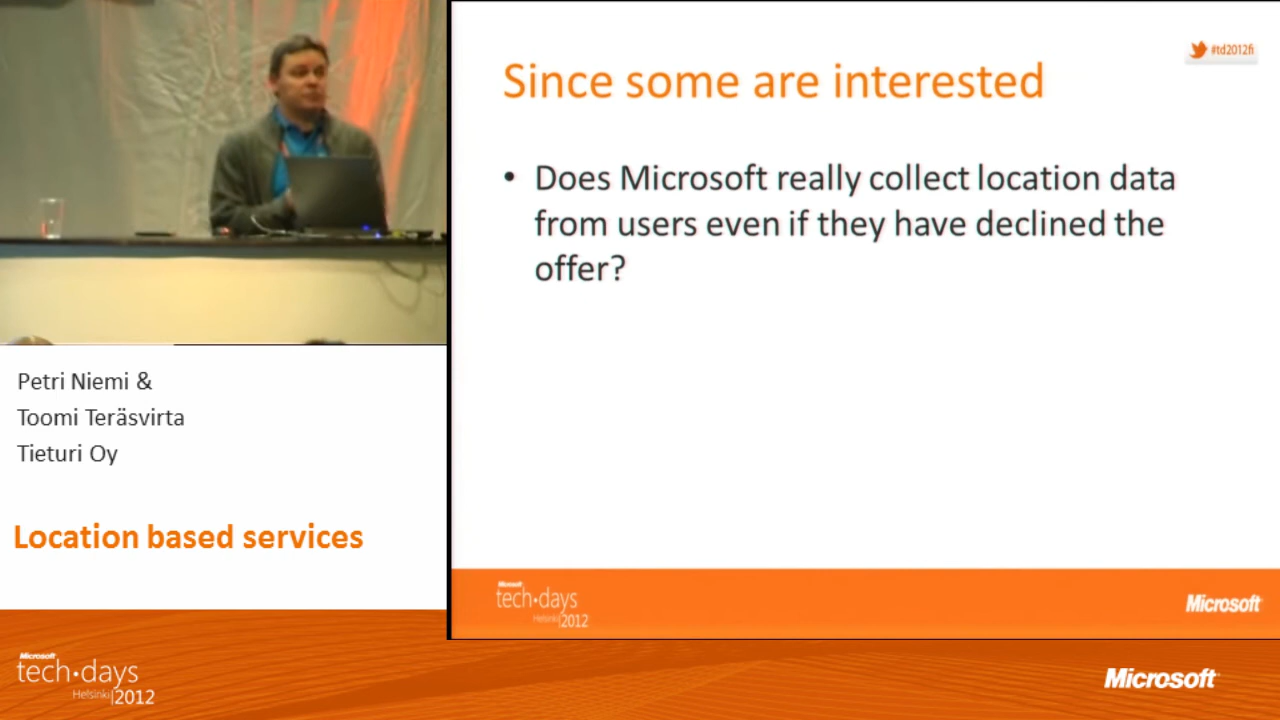 Since some are interested
#td2012fi
• Does Microsoft really collect location data
from users even if they have declined the
offer?
Microsoft
tech·days
Helsinki|2012
Microsoft
Petri Niemi &
Toomi Teräsvirta
Tieturi Oy
Location based services
Microsoft
tech·days
Helsinki|2012
Microsoft